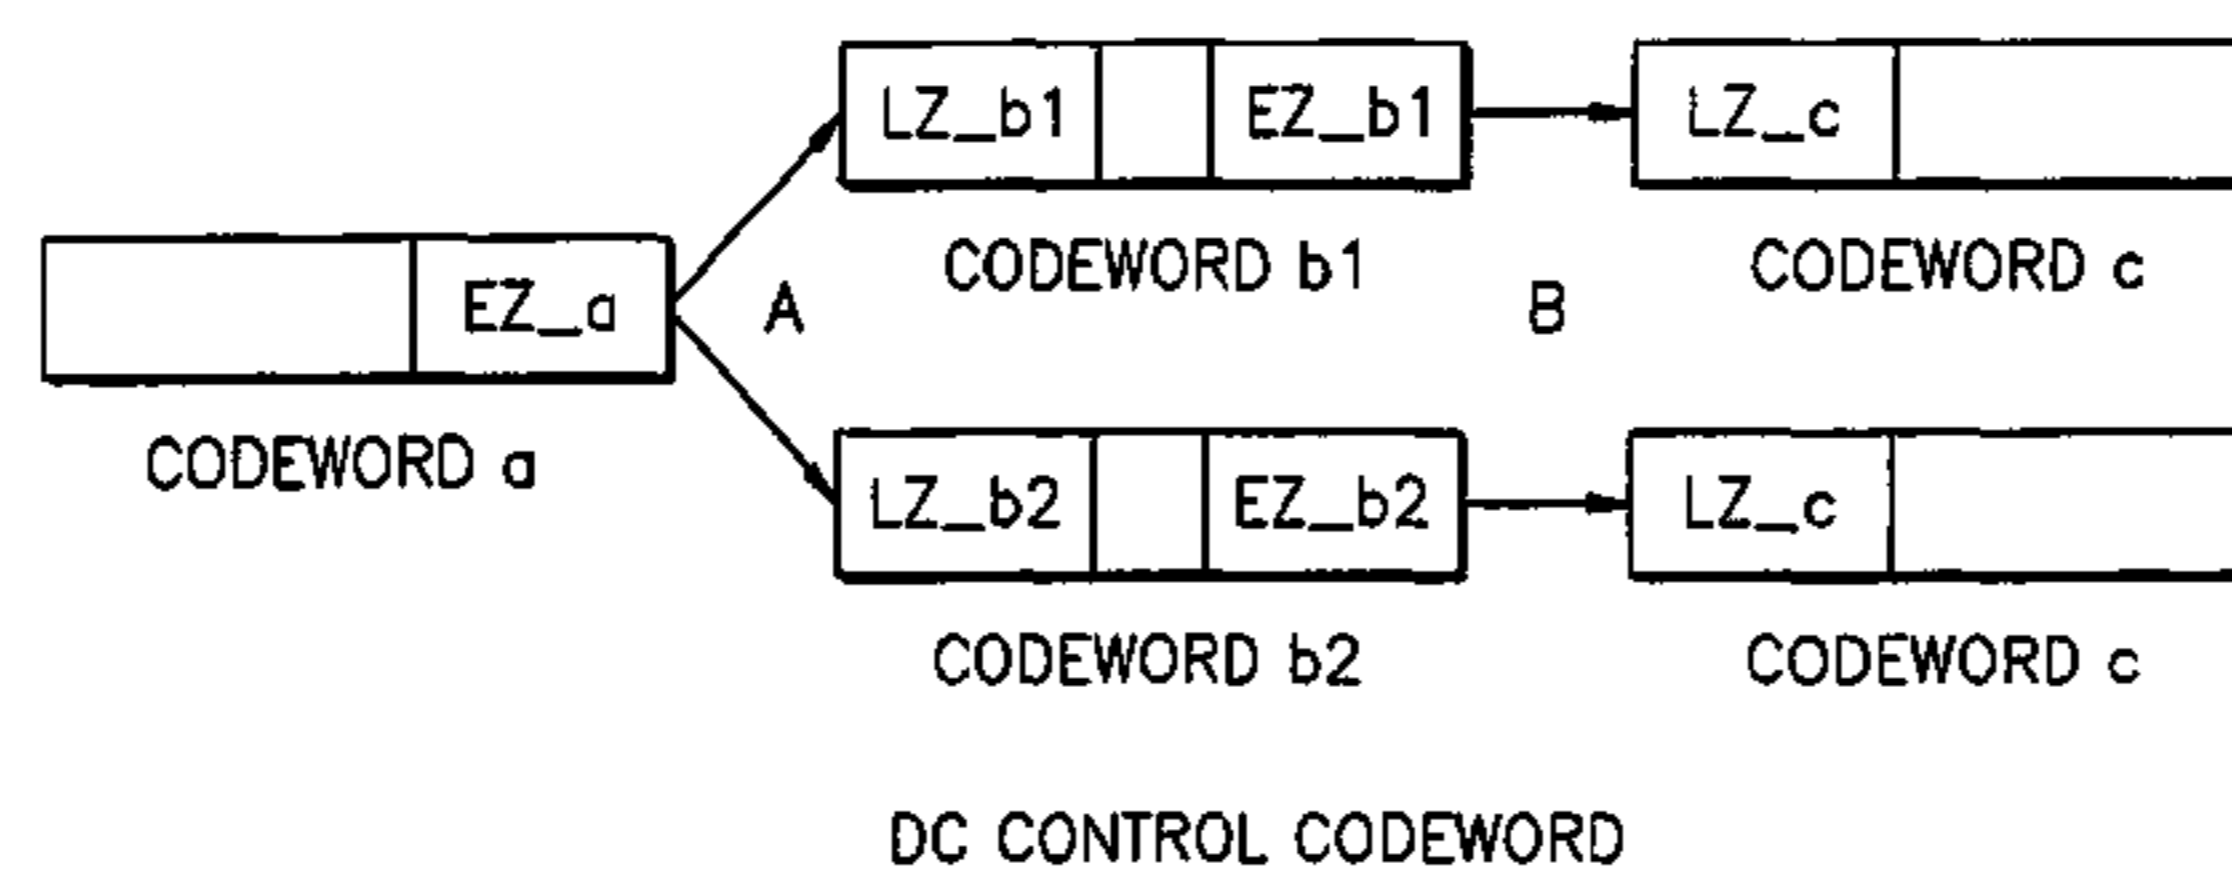 LZ_b1 EZ_b1 LZ_c
CODEWORD b1 CODEWORD c
EZ_a A B
CODEWORD a
LZ_b2 EZ_b2 LZ_c
CODEWORD b2 CODEWORD c
DC CONTROL CODEWORD